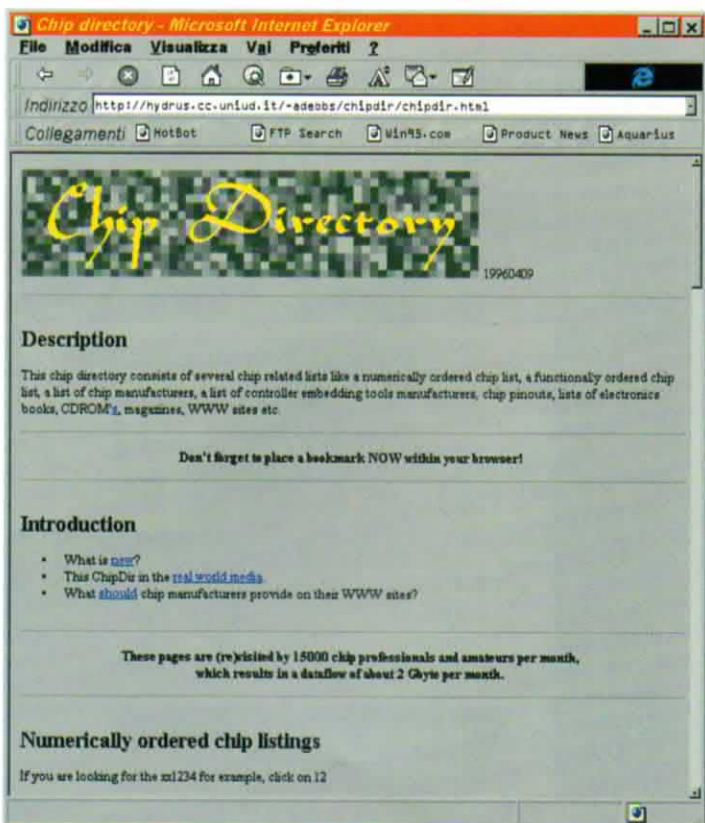 Chip directory - Microsoft Internet Explorer
File Modifica Visualizza Vai Preferiti ?
Indirizzo http://hydrus.cc.uniud.it/~adebbs/chipdir/chipdir.html
Collegamenti HotBot FTP Search Win95.com Product News Aquarius
Chip Directory
19960409
Description
This chip directory consists of several chip related lists like a numerically ordered chip list, a functionally ordered chip
list, a list of chip manufacturers, a list of controller embedding tools manufacturers, chip pinouts, lists of electronics
books, CDROM's, magazines, WWW sites etc.
Don't forget to place a bookmark NOW within your browser!
Introduction
• What is new?
• This ChipDir in the real world media.
• What should chip manufacturers provide on their WWW sites?
These pages are (re)visited by 15000 chip professionals and amateurs per month,
which results in a dataflow of about 2 Gbyte per month.
Numerically ordered chip listings
If you are looking for the xx1234 for example, click on 12